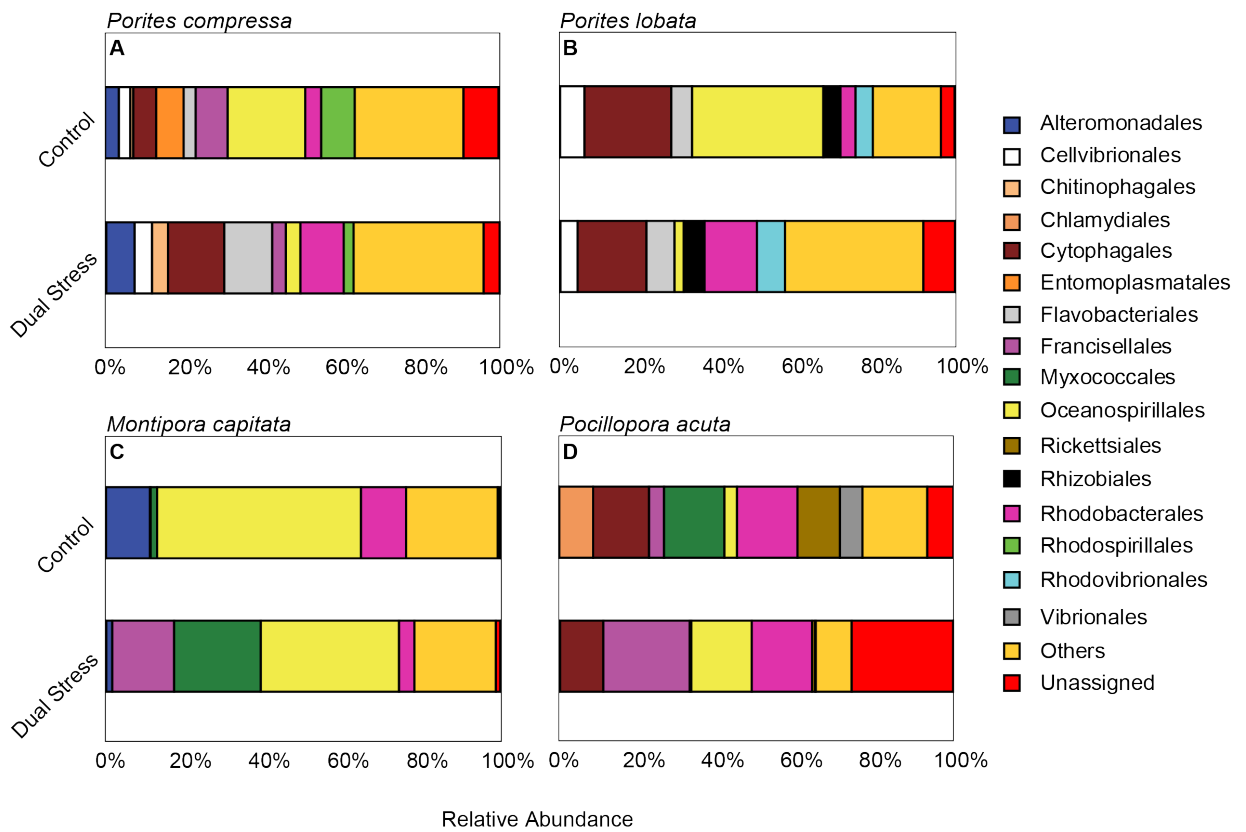 Porites compressa
Porites lobata
A
B
Control
Dual Stress
0% 20% 40% 60% 80% 100%
0% 20% 40% 60% 80% 100%
Montipora capitata
Pocillopora acuta
C
D
Control
Dual Stress
0% 20% 40% 60% 80% 100%
0% 20% 40% 60% 80% 100%
Relative Abundance
Alteromonadales
Cellvibrionales
Chitinophagales
Chlamydiales
Cytophagales
Entomoplasmatales
Flavobacteriales
Francisellales
Myxococcales
Oceanospirillales
Rickettsiales
Rhizobiales
Rhodobacterales
Rhodospirillales
Rhodovibrionales
Vibrionales
Others
Unassigned